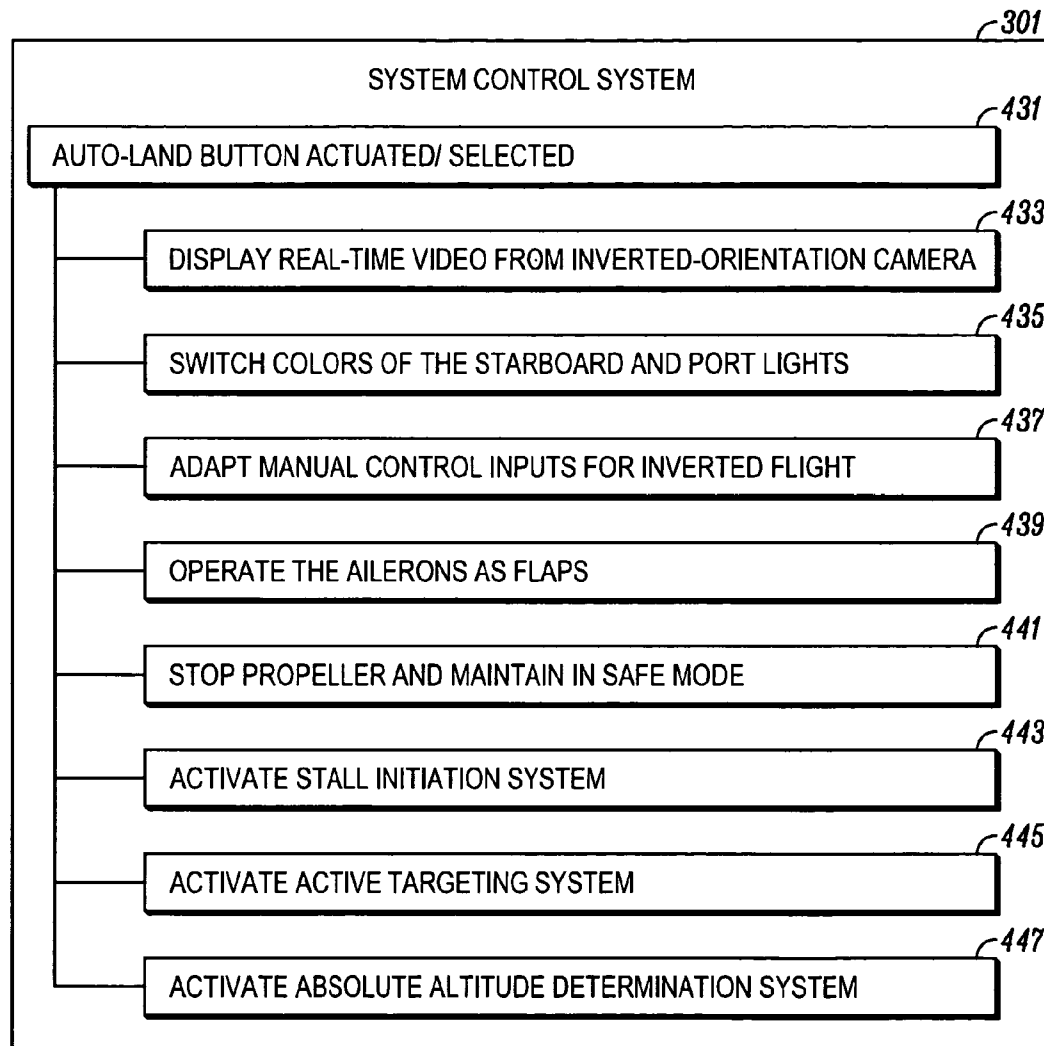 301
SYSTEM CONTROL SYSTEM
431
AUTO-LAND BUTTON ACTUATED/ SELECTED
433
DISPLAY REAL-TIME VIDEO FROM INVERTED-ORIENTATION CAMERA
435
SWITCH COLORS OF THE STARBOARD AND PORT LIGHTS
437
ADAPT MANUAL CONTROL INPUTS FOR INVERTED FLIGHT
439
OPERATE THE AILERONS AS FLAPS
441
STOP PROPELLER AND MAINTAIN IN SAFE MODE
443
ACTIVATE STALL INITIATION SYSTEM
445
ACTIVATE ACTIVE TARGETING SYSTEM
447
ACTIVATE ABSOLUTE ALTITUDE DETERMINATION SYSTEM